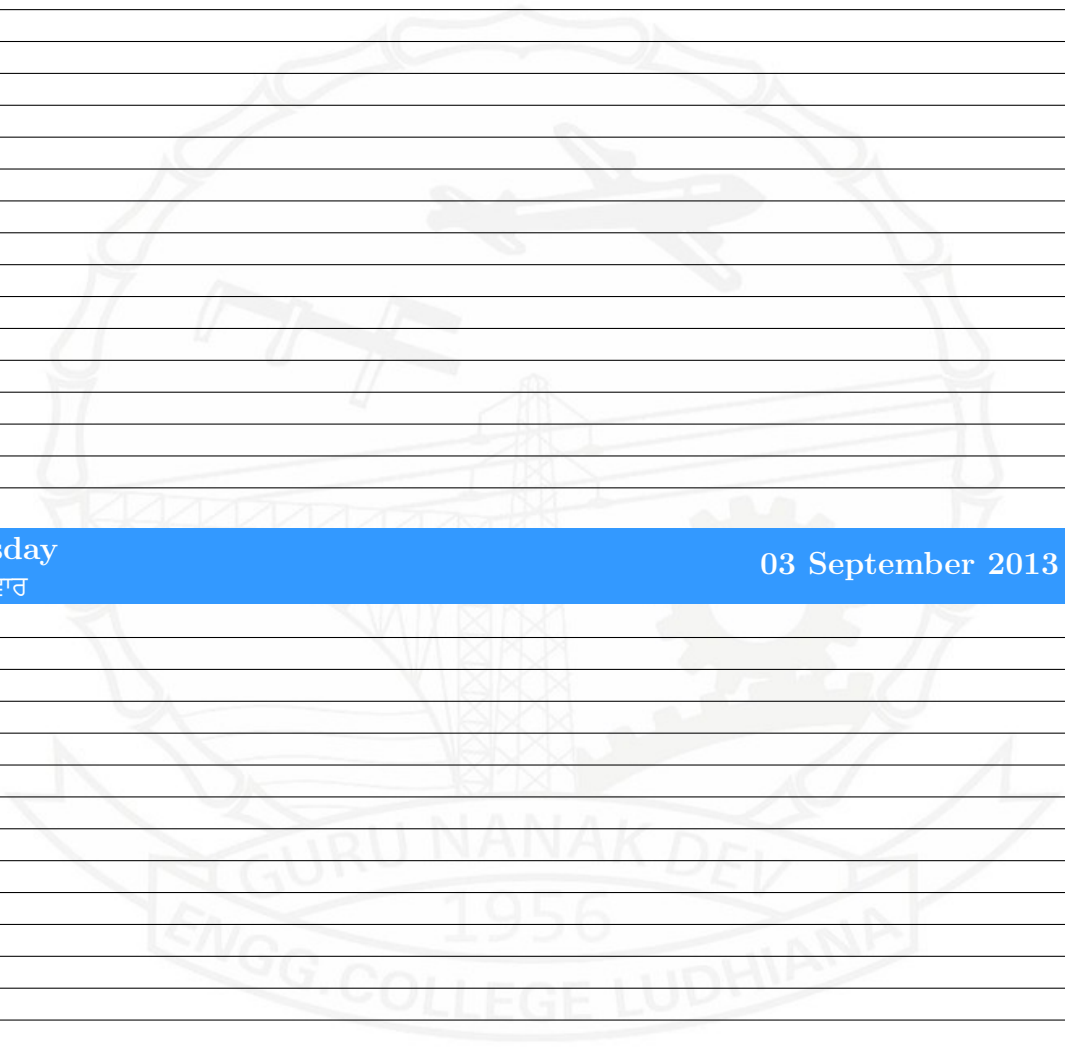 sday
ਵਾਰ
03 September 2013
GURU NANAK DEV
1956
ENGG. COLLEGE LUDHIANA